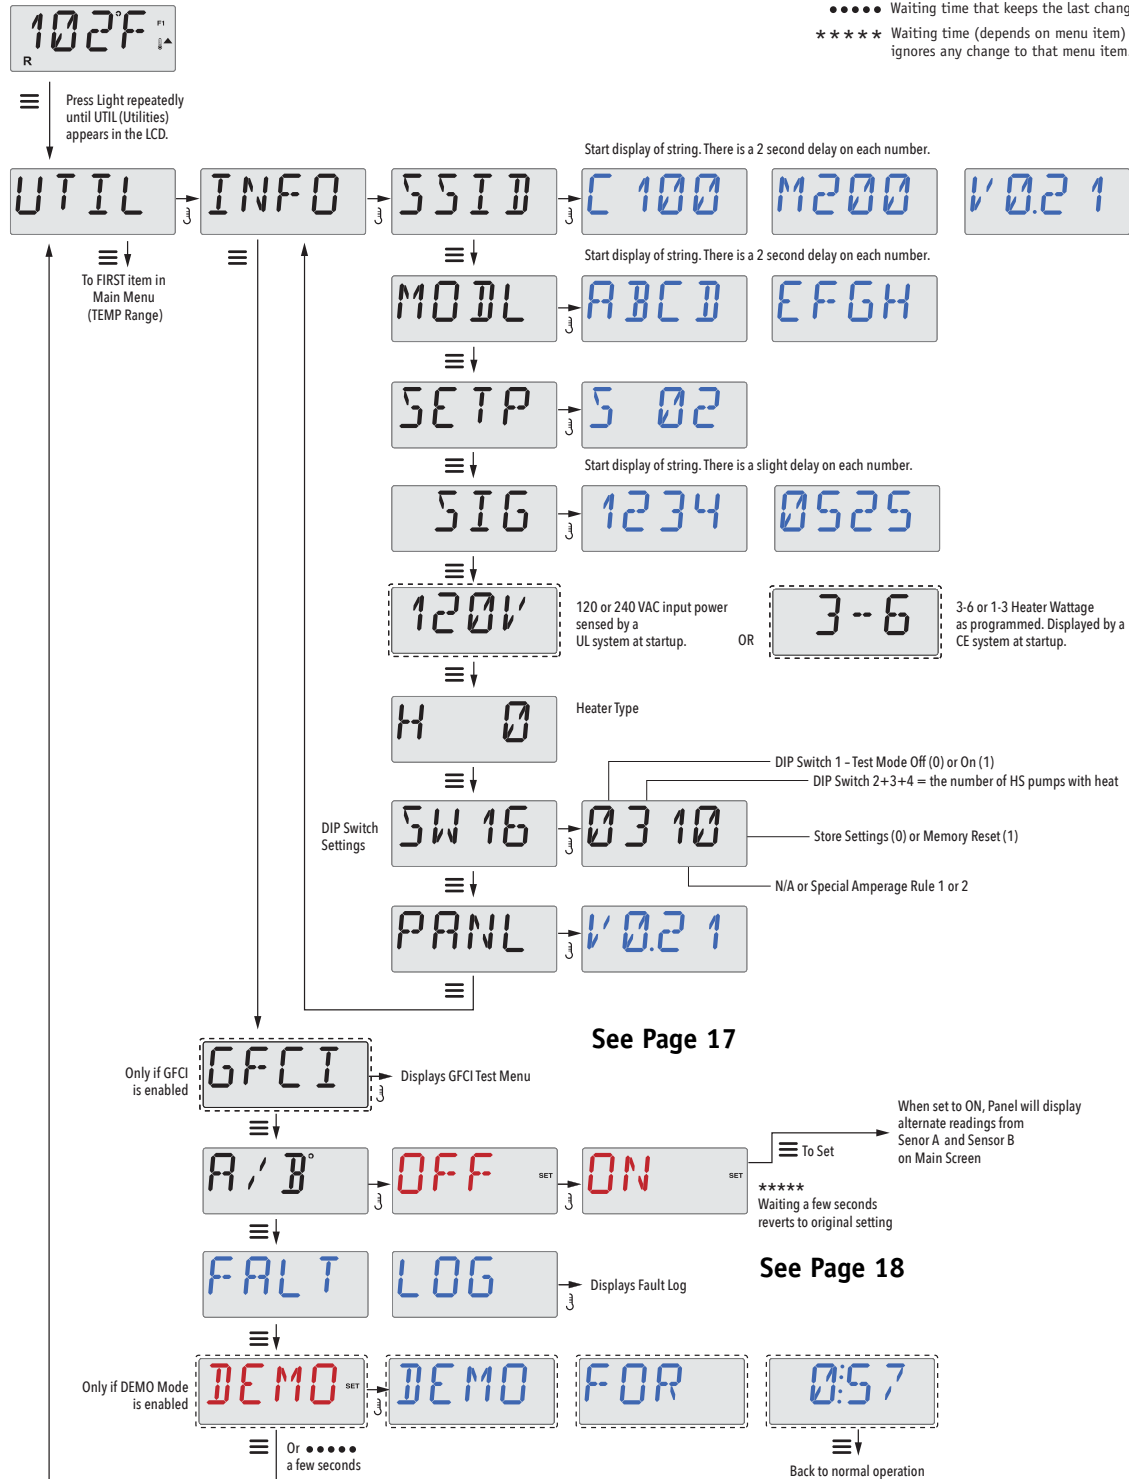 102°F F1
R
●●●●● Waiting time that keeps the last chang
***** Waiting time (depends on menu item)
ignores any change to that menu item.
Press Light repeatedly
until UTIL (Utilities)
appears in the LCD.
Start display of string. There is a 2 second delay on each number.
UTIL INFO SSID C 100 M200 V 0.21
To FIRST item in
Main Menu
(TEMP Range)
Start display of string. There is a 2 second delay on each number.
MODL ABCD EFGH
SETP S 02
Start display of string. There is a slight delay on each number.
SIG 1234 0525
120V
120 or 240 VAC input power
sensed by a
UL system at startup.
OR
3-6
3-6 or 1-3 Heater Wattage
as programmed. Displayed by a
CE system at startup.
H 0
Heater Type
DIP Switch
Settings
SW16 0310
DIP Switch 1 – Test Mode Off (0) or On (1)
DIP Switch 2+3+4 = the number of HS pumps with heat
Store Settings (0) or Memory Reset (1)
N/A or Special Amperage Rule 1 or 2
PANL V 0.21
See Page 17
Only if GFCI
is enabled
GFCI
Displays GFCI Test Menu
A/B° OFF SET ON SET
To Set
When set to ON, Panel will display
alternate readings from
Senor A and Sensor B
on Main Screen
*****
Waiting a few seconds
reverts to original setting
See Page 18
FALT LOG
Displays Fault Log
Only if DEMO Mode
is enabled
DEMO SET DEMO FOR 0:57
Or ●●●●●
a few seconds
Back to normal operation